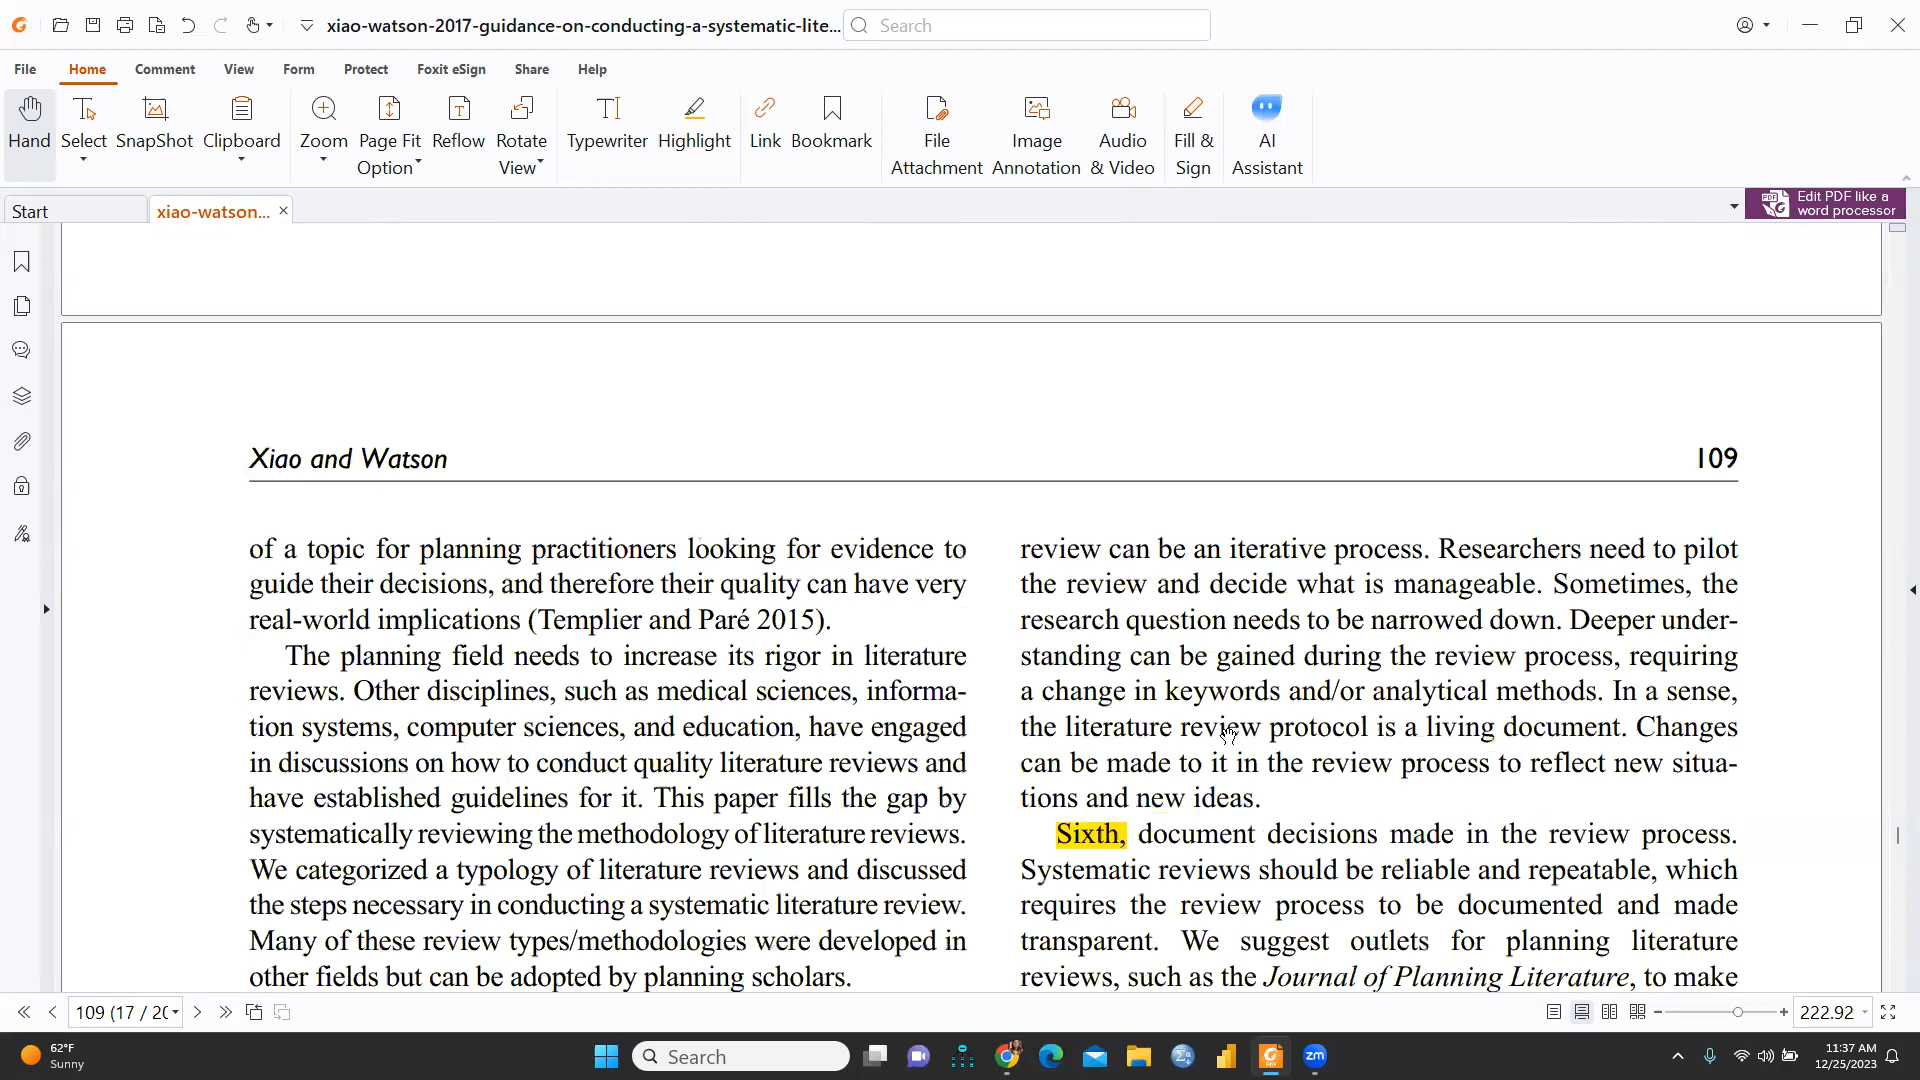 xiao-watson-2017-guidance-on-conducting-a-systematic-lite...
Search
File
Home
Comment
View
Form
Protect
Foxit eSign
Share
Help
Hand
Select
SnapShot
Clipboard
Zoom
Page Fit
Option
Reflow
Rotate
View
Typewriter
Highlight
Link
Bookmark
File
Attachment
Image
Annotation
Audio
& Video
Fill &
Sign
AI
Assistant
Start
xiao-watson...
Edit PDF like a
word processor
Xiao and Watson
109
of a topic for planning practitioners looking for evidence to
guide their decisions, and therefore their quality can have very
real-world implications (Templier and Paré 2015).
The planning field needs to increase its rigor in literature
reviews. Other disciplines, such as medical sciences, informa-
tion systems, computer sciences, and education, have engaged
in discussions on how to conduct quality literature reviews and
have established guidelines for it. This paper fills the gap by
systematically reviewing the methodology of literature reviews.
We categorized a typology of literature reviews and discussed
the steps necessary in conducting a systematic literature review.
Many of these review types/methodologies were developed in
other fields but can be adopted by planning scholars.
review can be an iterative process. Researchers need to pilot
the review and decide what is manageable. Sometimes, the
research question needs to be narrowed down. Deeper under-
standing can be gained during the review process, requiring
a change in keywords and/or analytical methods. In a sense,
the literature review protocol is a living document. Changes
can be made to it in the review process to reflect new situa-
tions and new ideas.
Sixth, document decisions made in the review process.
Systematic reviews should be reliable and repeatable, which
requires the review process to be documented and made
transparent. We suggest outlets for planning literature
reviews, such as the Journal of Planning Literature, to make
109 (17 / 20
222.92
62°F
Sunny
Search
zm
11:37 AM
12/25/2023